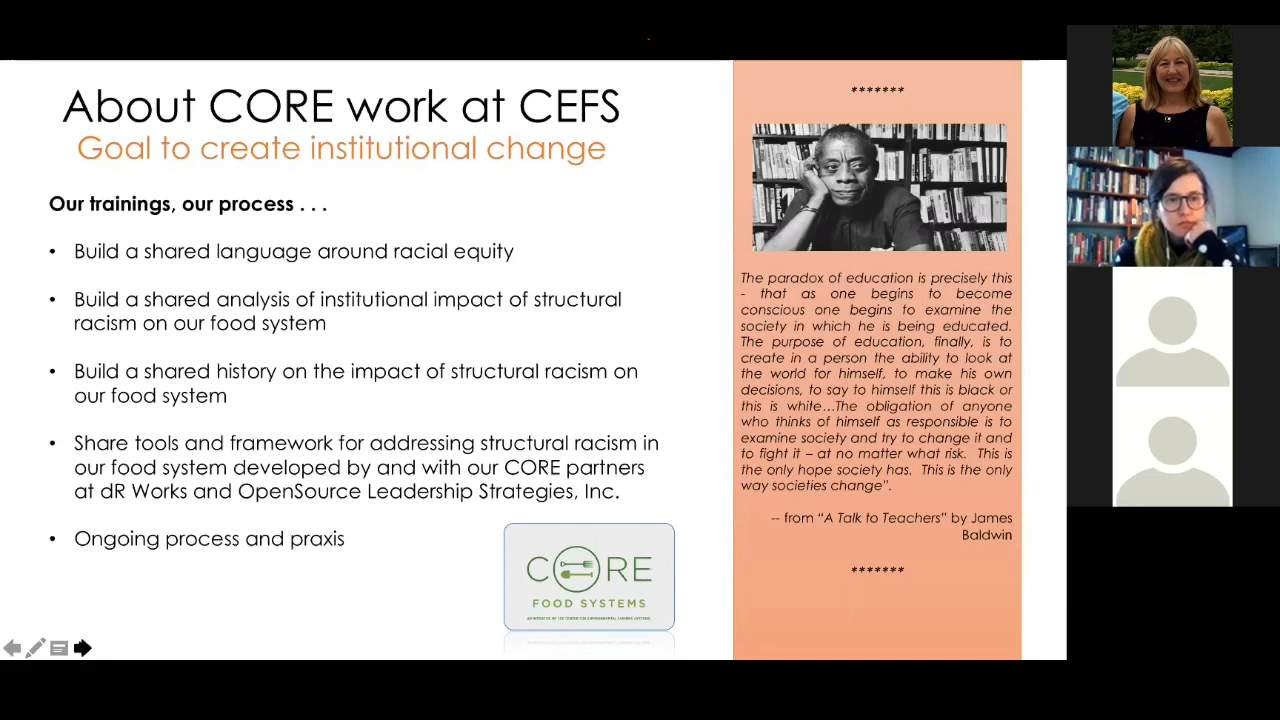 About CORE work at CEFS
Goal to create institutional change
Our trainings, our process . . .
• Build a shared language around racial equity
• Build a shared analysis of institutional impact of structural
racism on our food system
• Build a shared history on the impact of structural racism on
our food system
• Share tools and framework for addressing structural racism in
our food system developed by and with our CORE partners
at dR Works and OpenSource Leadership Strategies, Inc.
• Ongoing process and praxis
CORE
FOOD SYSTEMS
AN INITIATIVE OF THE CENTER FOR ENVIRONMENTAL FARMING SYSTEMS
*******
The paradox of education is precisely this
- that as one begins to become
conscious one begins to examine the
society in which he is being educated.
The purpose of education, finally, is to
create in a person the ability to look at
the world for himself, to make his own
decisions, to say to himself this is black or
this is white…The obligation of anyone
who thinks of himself as responsible is to
examine society and try to change it and
to fight it – at no matter what risk. This is
the only hope society has. This is the only
way societies change”.
-- from “A Talk to Teachers” by James
Baldwin
*******